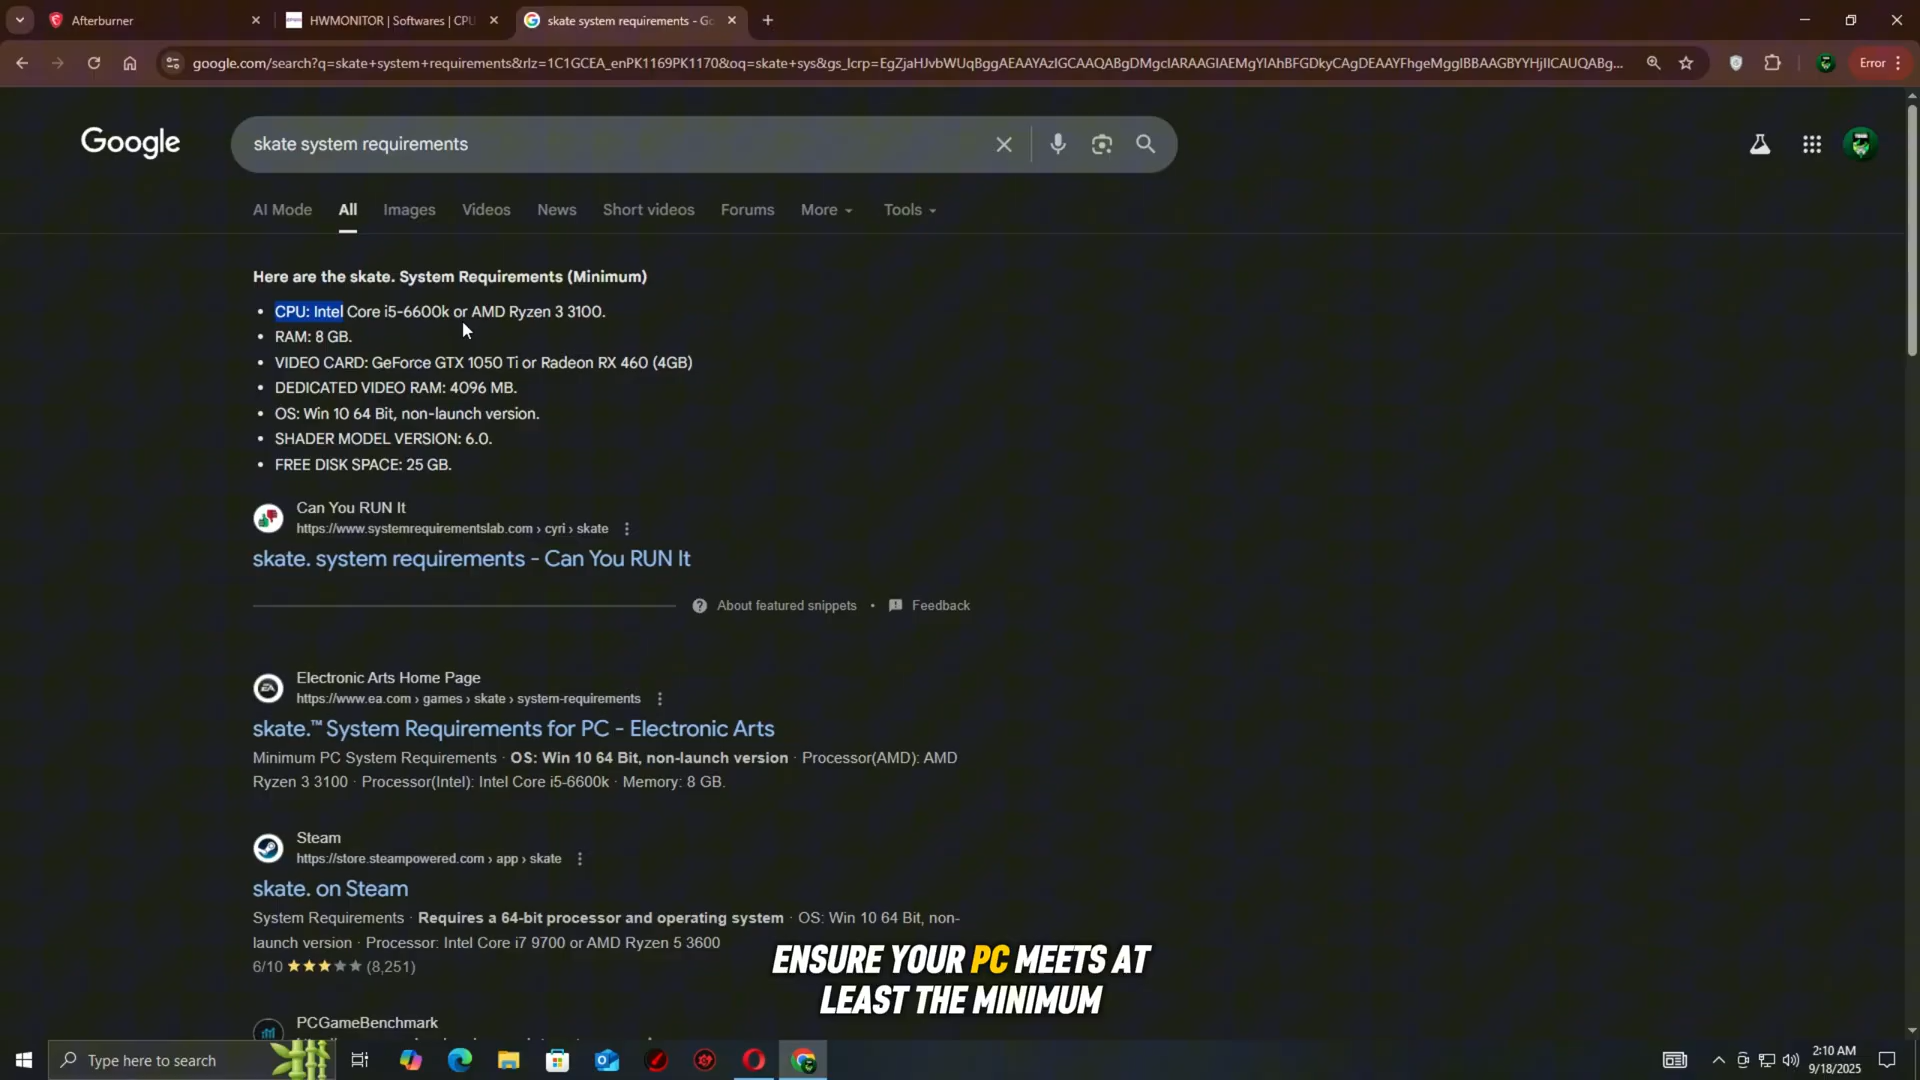 Afterburner
HWMONITOR | Softwares | CPU
skate system requirements - Go
google.com/search?q=skate+system+requirements&rlz=1C1GCEA_enPK1169PK1170&oq=skate+sys&gs_lcrp=
Error
Google
skate system requirements
AI Mode
All
Images
Videos
News
Short videos
Forums
More
Tools
Here are the skate. System Requirements (Minimum)
• CPU: Intel Core i5-6600k or AMD Ryzen 3 3100.
• RAM: 8 GB.
• VIDEO CARD: GeForce GTX 1050 Ti or Radeon RX 460 (4GB)
• DEDICATED VIDEO RAM: 4096 MB.
• OS: Win 10 64 Bit, non-launch version.
• SHADER MODEL VERSION: 6.0.
• FREE DISK SPACE: 25 GB.
Can You RUN It
https://www.systemrequirementslab.com › cyri › skate
skate. system requirements - Can You RUN It
About featured snippets • Feedback
Electronic Arts Home Page
https://www.ea.com › games › skate › system-requirements
skate.™ System Requirements for PC - Electronic Arts
Minimum PC System Requirements · OS: Win 10 64 Bit, non-launch version · Processor(AMD): AMD
Ryzen 3 3100 · Processor(Intel): Intel Core i5-6600k · Memory: 8 GB.
Steam
https://store.steampowered.com › app › skate
skate. on Steam
System Requirements · Requires a 64-bit processor and operating system · OS: Win 10 64 Bit, non-
launch version · Processor: Intel Core i7 9700 or AMD Ryzen 5 3600
6/10 ★★★★★ (8,251)
ENSURE YOUR PC MEETS AT
LEAST THE MINIMUM
PCGameBenchmark
Type here to search
2:10 AM
9/18/2025